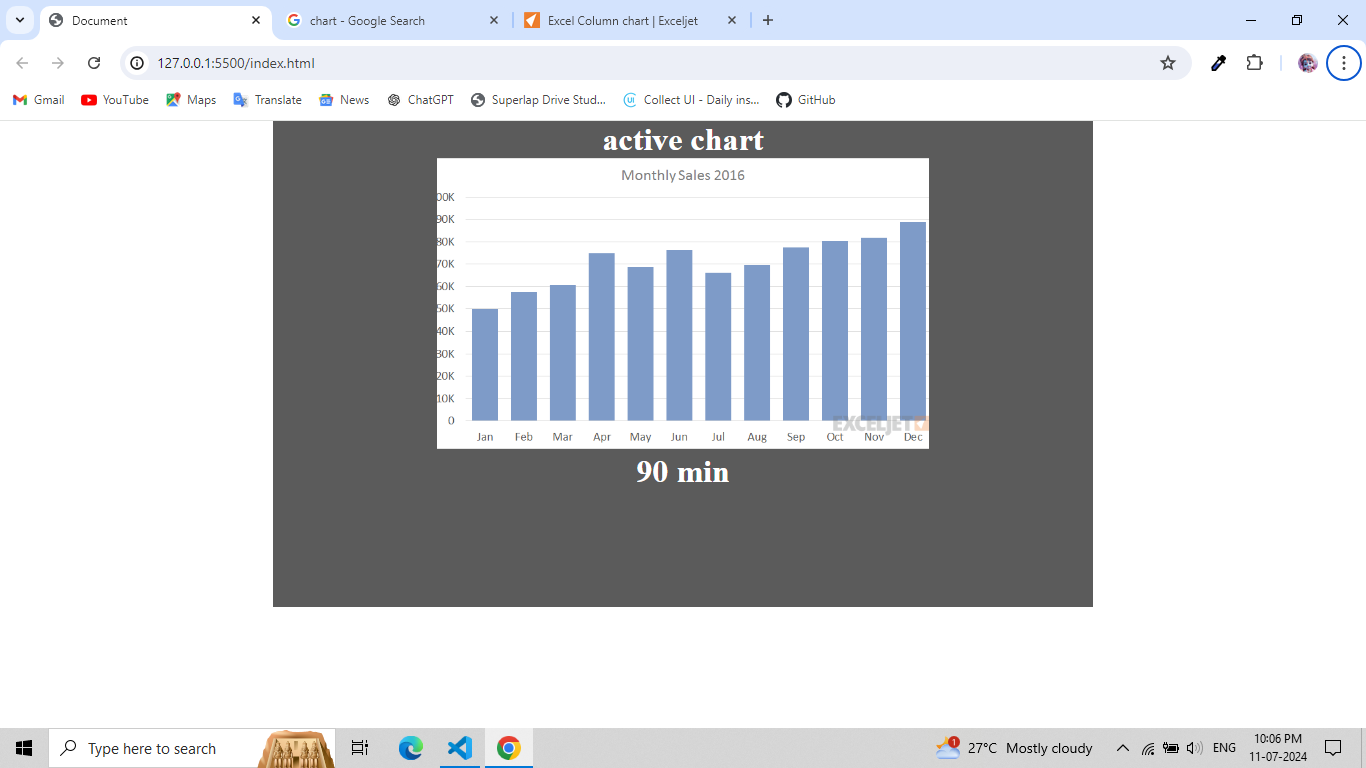 Document
chart - Google Search
Excel Column chart | Exceljet
127.0.0.1:5500/index.html
Gmail
YouTube
Maps
Translate
News
ChatGPT
Superlap Drive Stud...
Collect UI - Daily ins...
GitHub
active chart
Monthly Sales 2016
00K
90K
80K
70K
60K
50K
40K
30K
20K
10K
0
Jan Feb Mar Apr May Jun Jul Aug Sep Oct Nov Dec
EXCELJET
90 min
Type here to search
1
27°C Mostly cloudy
ENG
10:06 PM
11-07-2024